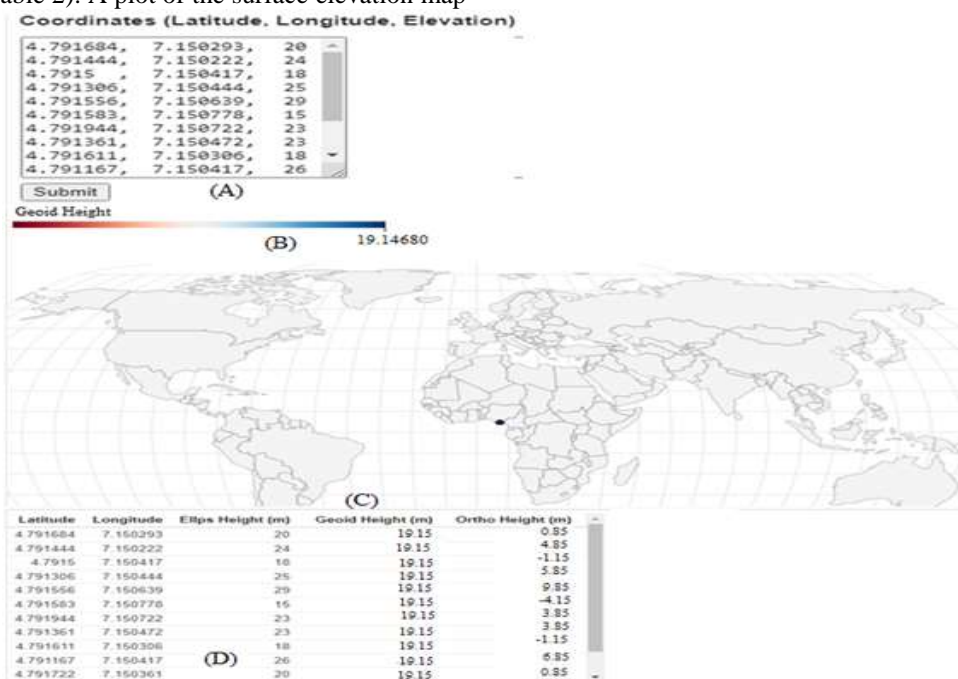 able 2). A plot of the surface elevation map
Coordinates (Latitude, Longitude, Elevation)
4.791684, 7.150293, 20
4.791444, 7.150222, 24
4.7915 , 7.150417, 18
4.791306, 7.150444, 25
4.791556, 7.150639, 29
4.791583, 7.150778, 15
4.791944, 7.150722, 23
4.791361, 7.150472, 23
4.791611, 7.150306, 18
4.791167, 7.150417, 26
Submit
(A)
Geoid Height
(B)
19.14680
(C)
Latitude Longitude Ellps Height (m) Geoid Height (m) Ortho Height (m)
4.791684 7.150293 20 19.15 0.85
4.791444 7.150222 24 19.15 4.85
4.7915 7.150417 18 19.15 -1.15
4.791306 7.150444 25 19.15 5.85
4.791556 7.150639 29 19.15 9.85
4.791583 7.150778 15 19.15 -4.15
4.791944 7.150722 23 19.15 3.85
4.791361 7.150472 23 19.15 3.85
4.791611 7.150306 18 19.15 -1.15
4.791167 7.150417 26 19.15 6.85
(D)
4.791722 7.150361 20 19.15 0.85